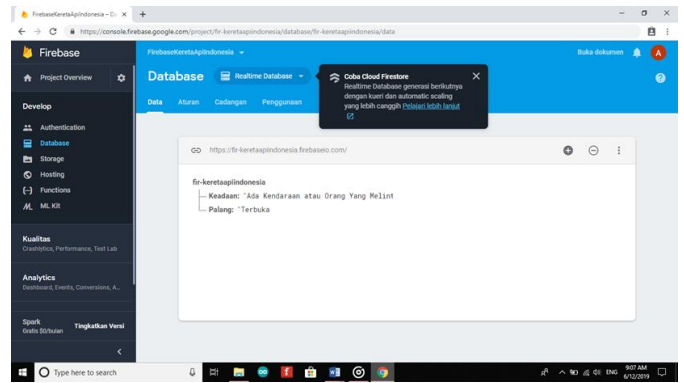 FirebaseKeretaApiIndonesia – D
https://console.firebase.google.com/project/fir-keretaapiindonesia/database/fir-keretaapiindonesia/data
Firebase
FirebaseKeretaApiIndonesia
Buka dokumen
A
Project Overview
Database
Realtime Database
Coba Cloud Firestore
Realtime Database generasi berikutnya
dengan kueri dan automatic scaling
yang lebih canggih Pelajari lebih lanjut
Data
Aturan
Cadangan
Penggunaan
Develop
Authentication
Database
Storage
Hosting
Functions
ML Kit
https://fir-keretaapiindonesia.firebaseio.com/
fir-keretaapiindonesia
Keadaan: "Ada Kendaraan atau Orang Yang Melint
Palang: "Terbuka
Kualitas
Crashlytics, Performance, Test Lab
Analytics
Dashboard, Events, Conversions, A...
Spark
Gratis $0/bulan
Tingkatkan Versi
Type here to search
ENG
9:07 AM
6/12/2019